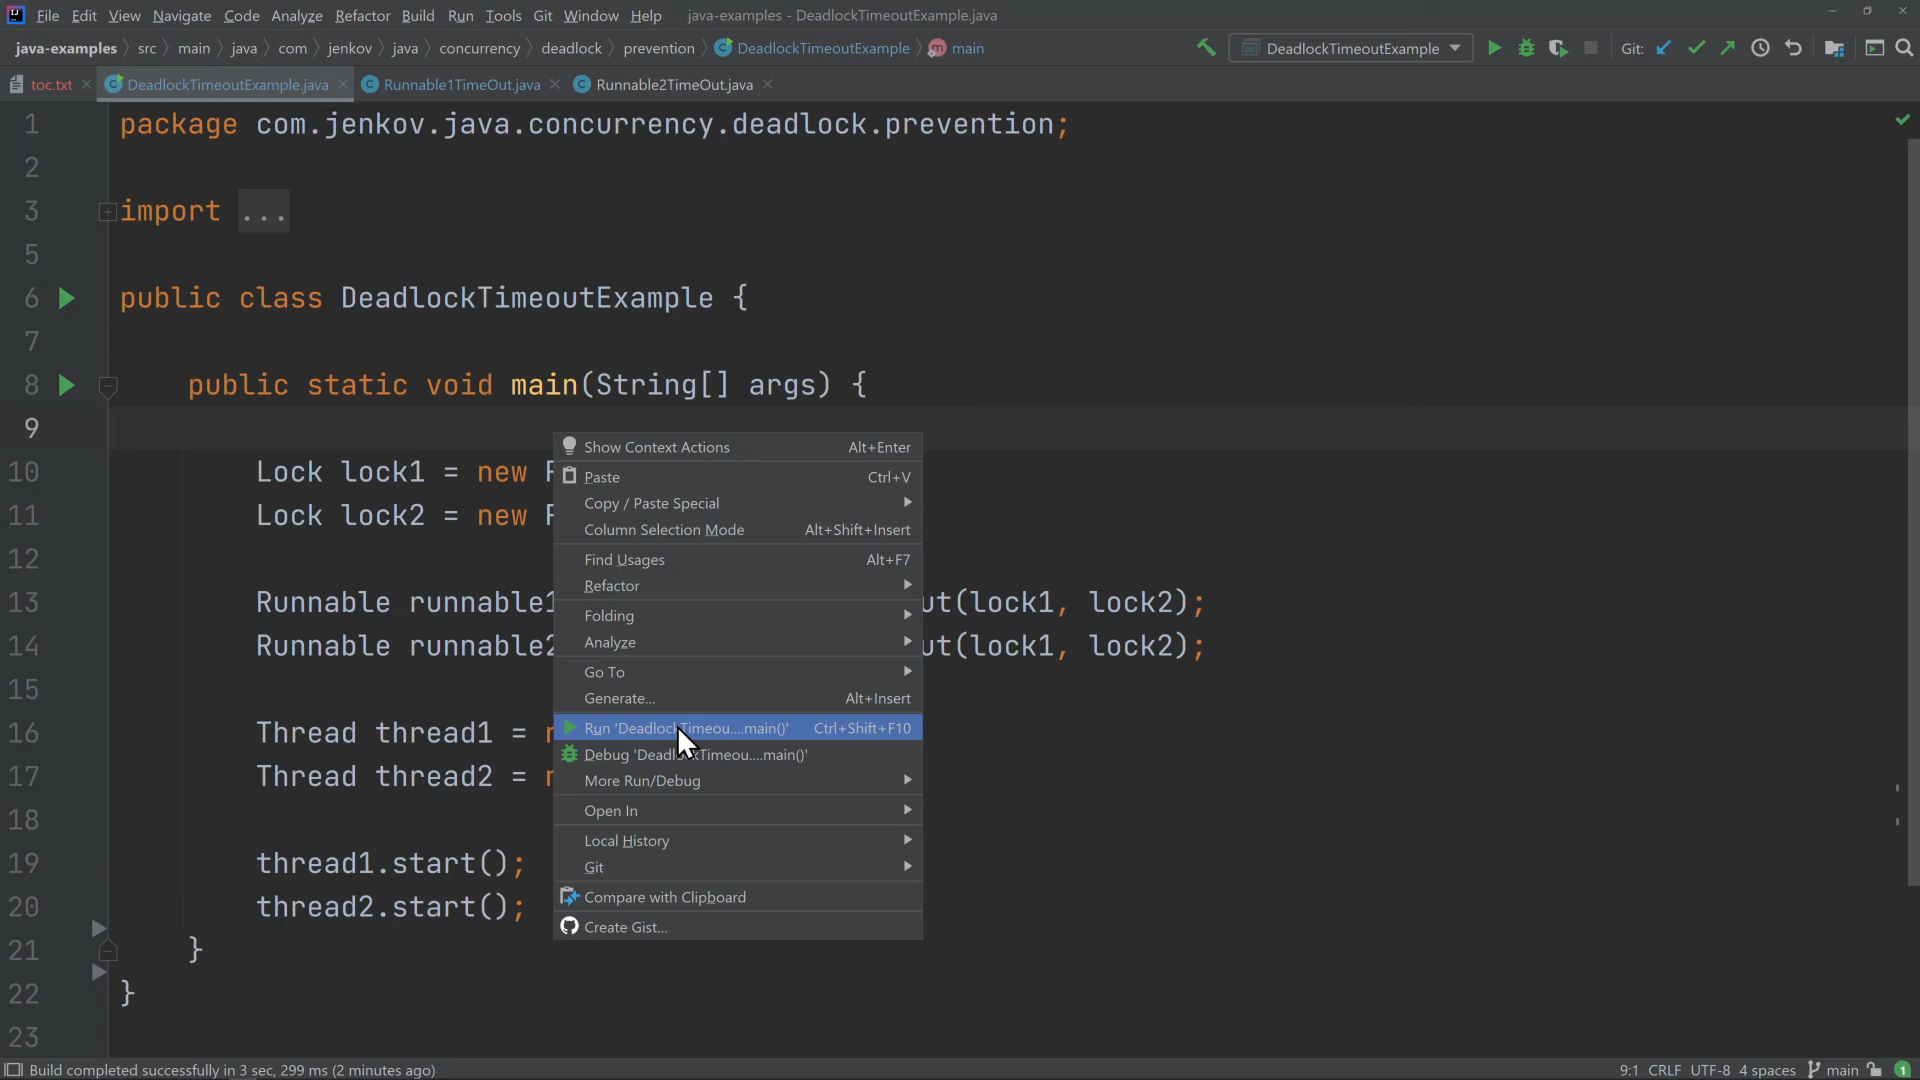 File Edit View Navigate Code Analyze Refactor Build Run Tools Git Window Help java-examples - DeadlockTimeoutExample.java
java-examples src main java com jenkov java concurrency deadlock prevention DeadlockTimeoutExample main DeadlockTimeoutExample Git:
toc.txt DeadlockTimeoutExample.java Runnable1TimeOut.java Runnable2TimeOut.java
1 package com.jenkov.java.concurrency.deadlock.prevention;
2
3 import ...
5
6 public class DeadlockTimeoutExample {
7
8 public static void main(String[] args) {
9
10 Lock lock1 = new
11 Lock lock2 = new
12
13 Runnable runnable1 ut(lock1, lock2);
14 Runnable runnable2 ut(lock1, lock2);
15
16 Thread thread1 =
17 Thread thread2 =
18
19 thread1.start();
20 thread2.start();
21 }
22 }
23
Show Context Actions Alt+Enter
Paste Ctrl+V
Copy / Paste Special
Column Selection Mode Alt+Shift+Insert
Find Usages Alt+F7
Refactor
Folding
Analyze
Go To
Generate... Alt+Insert
Run 'DeadlockTimeou....main()' Ctrl+Shift+F10
Debug 'DeadlockTimeou....main()'
More Run/Debug
Open In
Local History
Git
Compare with Clipboard
Create Gist...
Build completed successfully in 3 sec, 299 ms (2 minutes ago) 9:1 CRLF UTF-8 4 spaces main 1